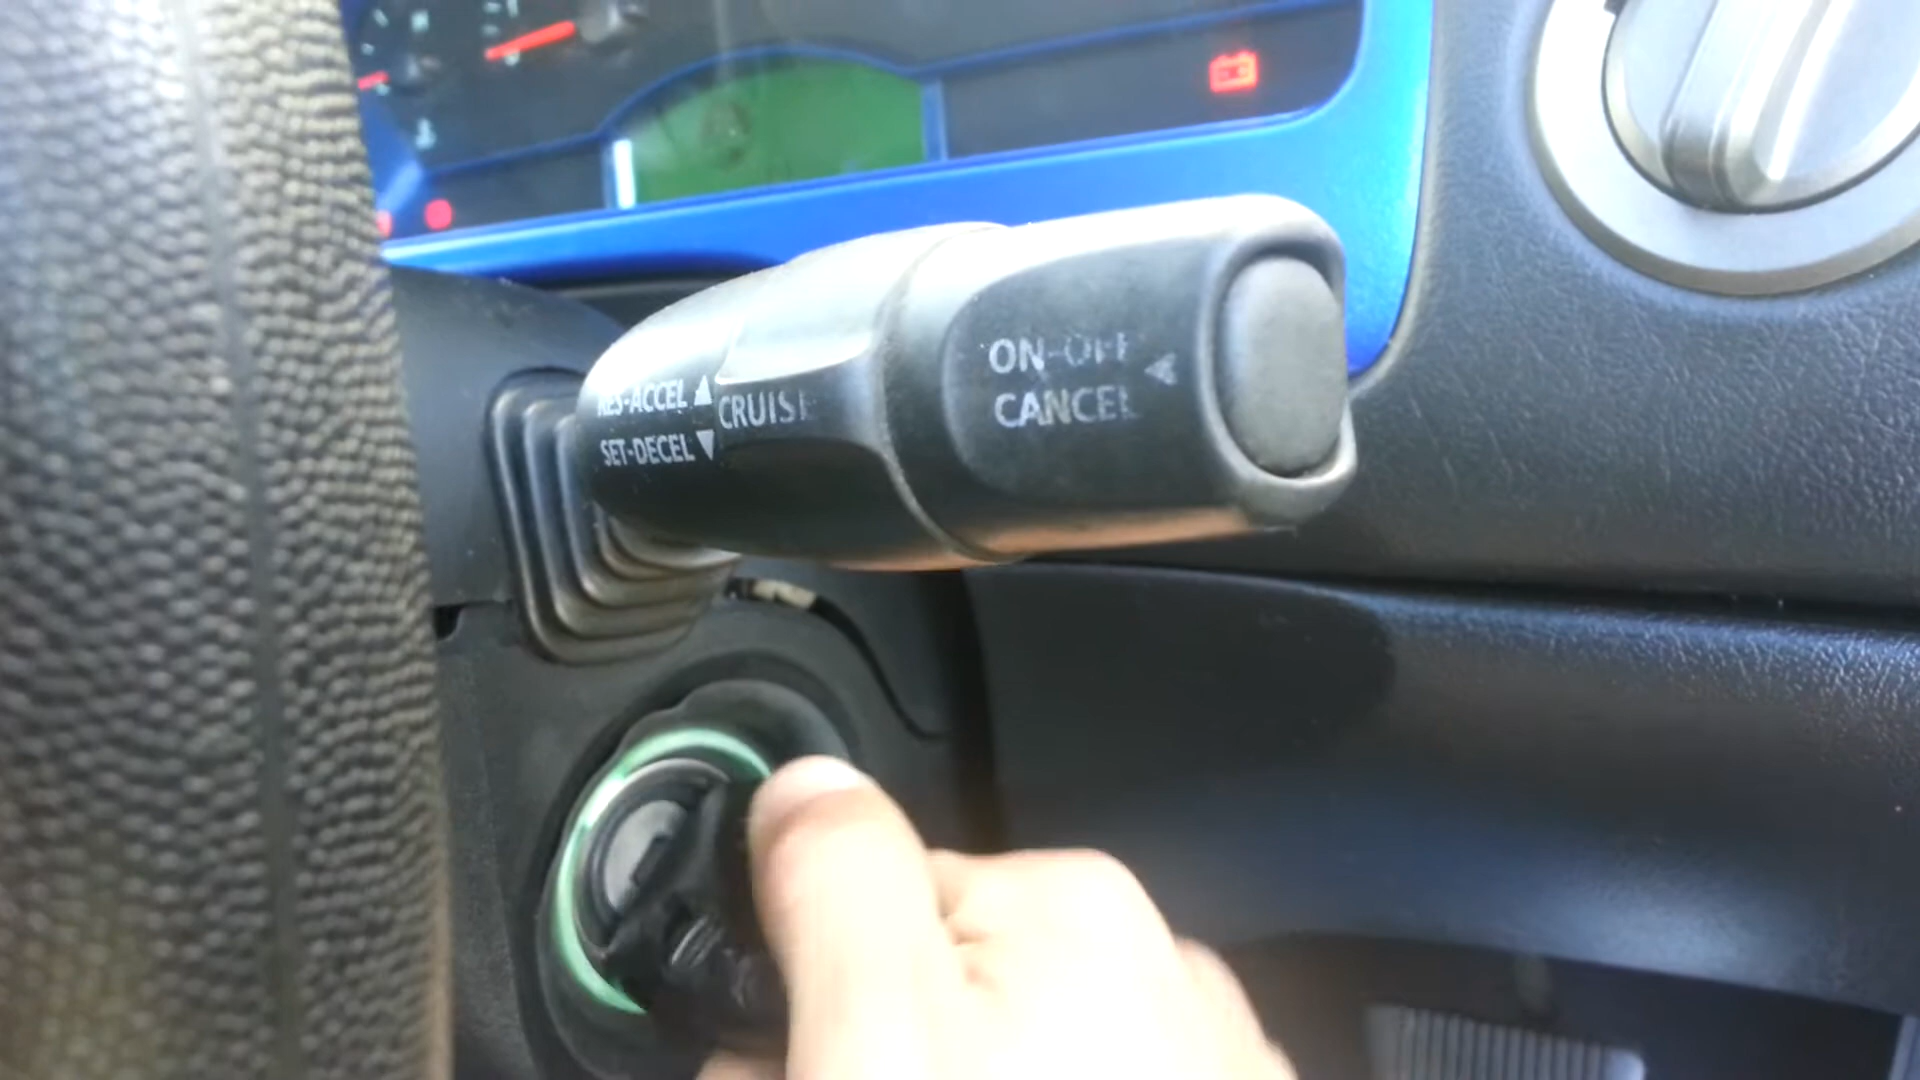 RES-ACCEL ▲
CRUISE
SET-DECEL ▼
ON-OFF
CANCEL